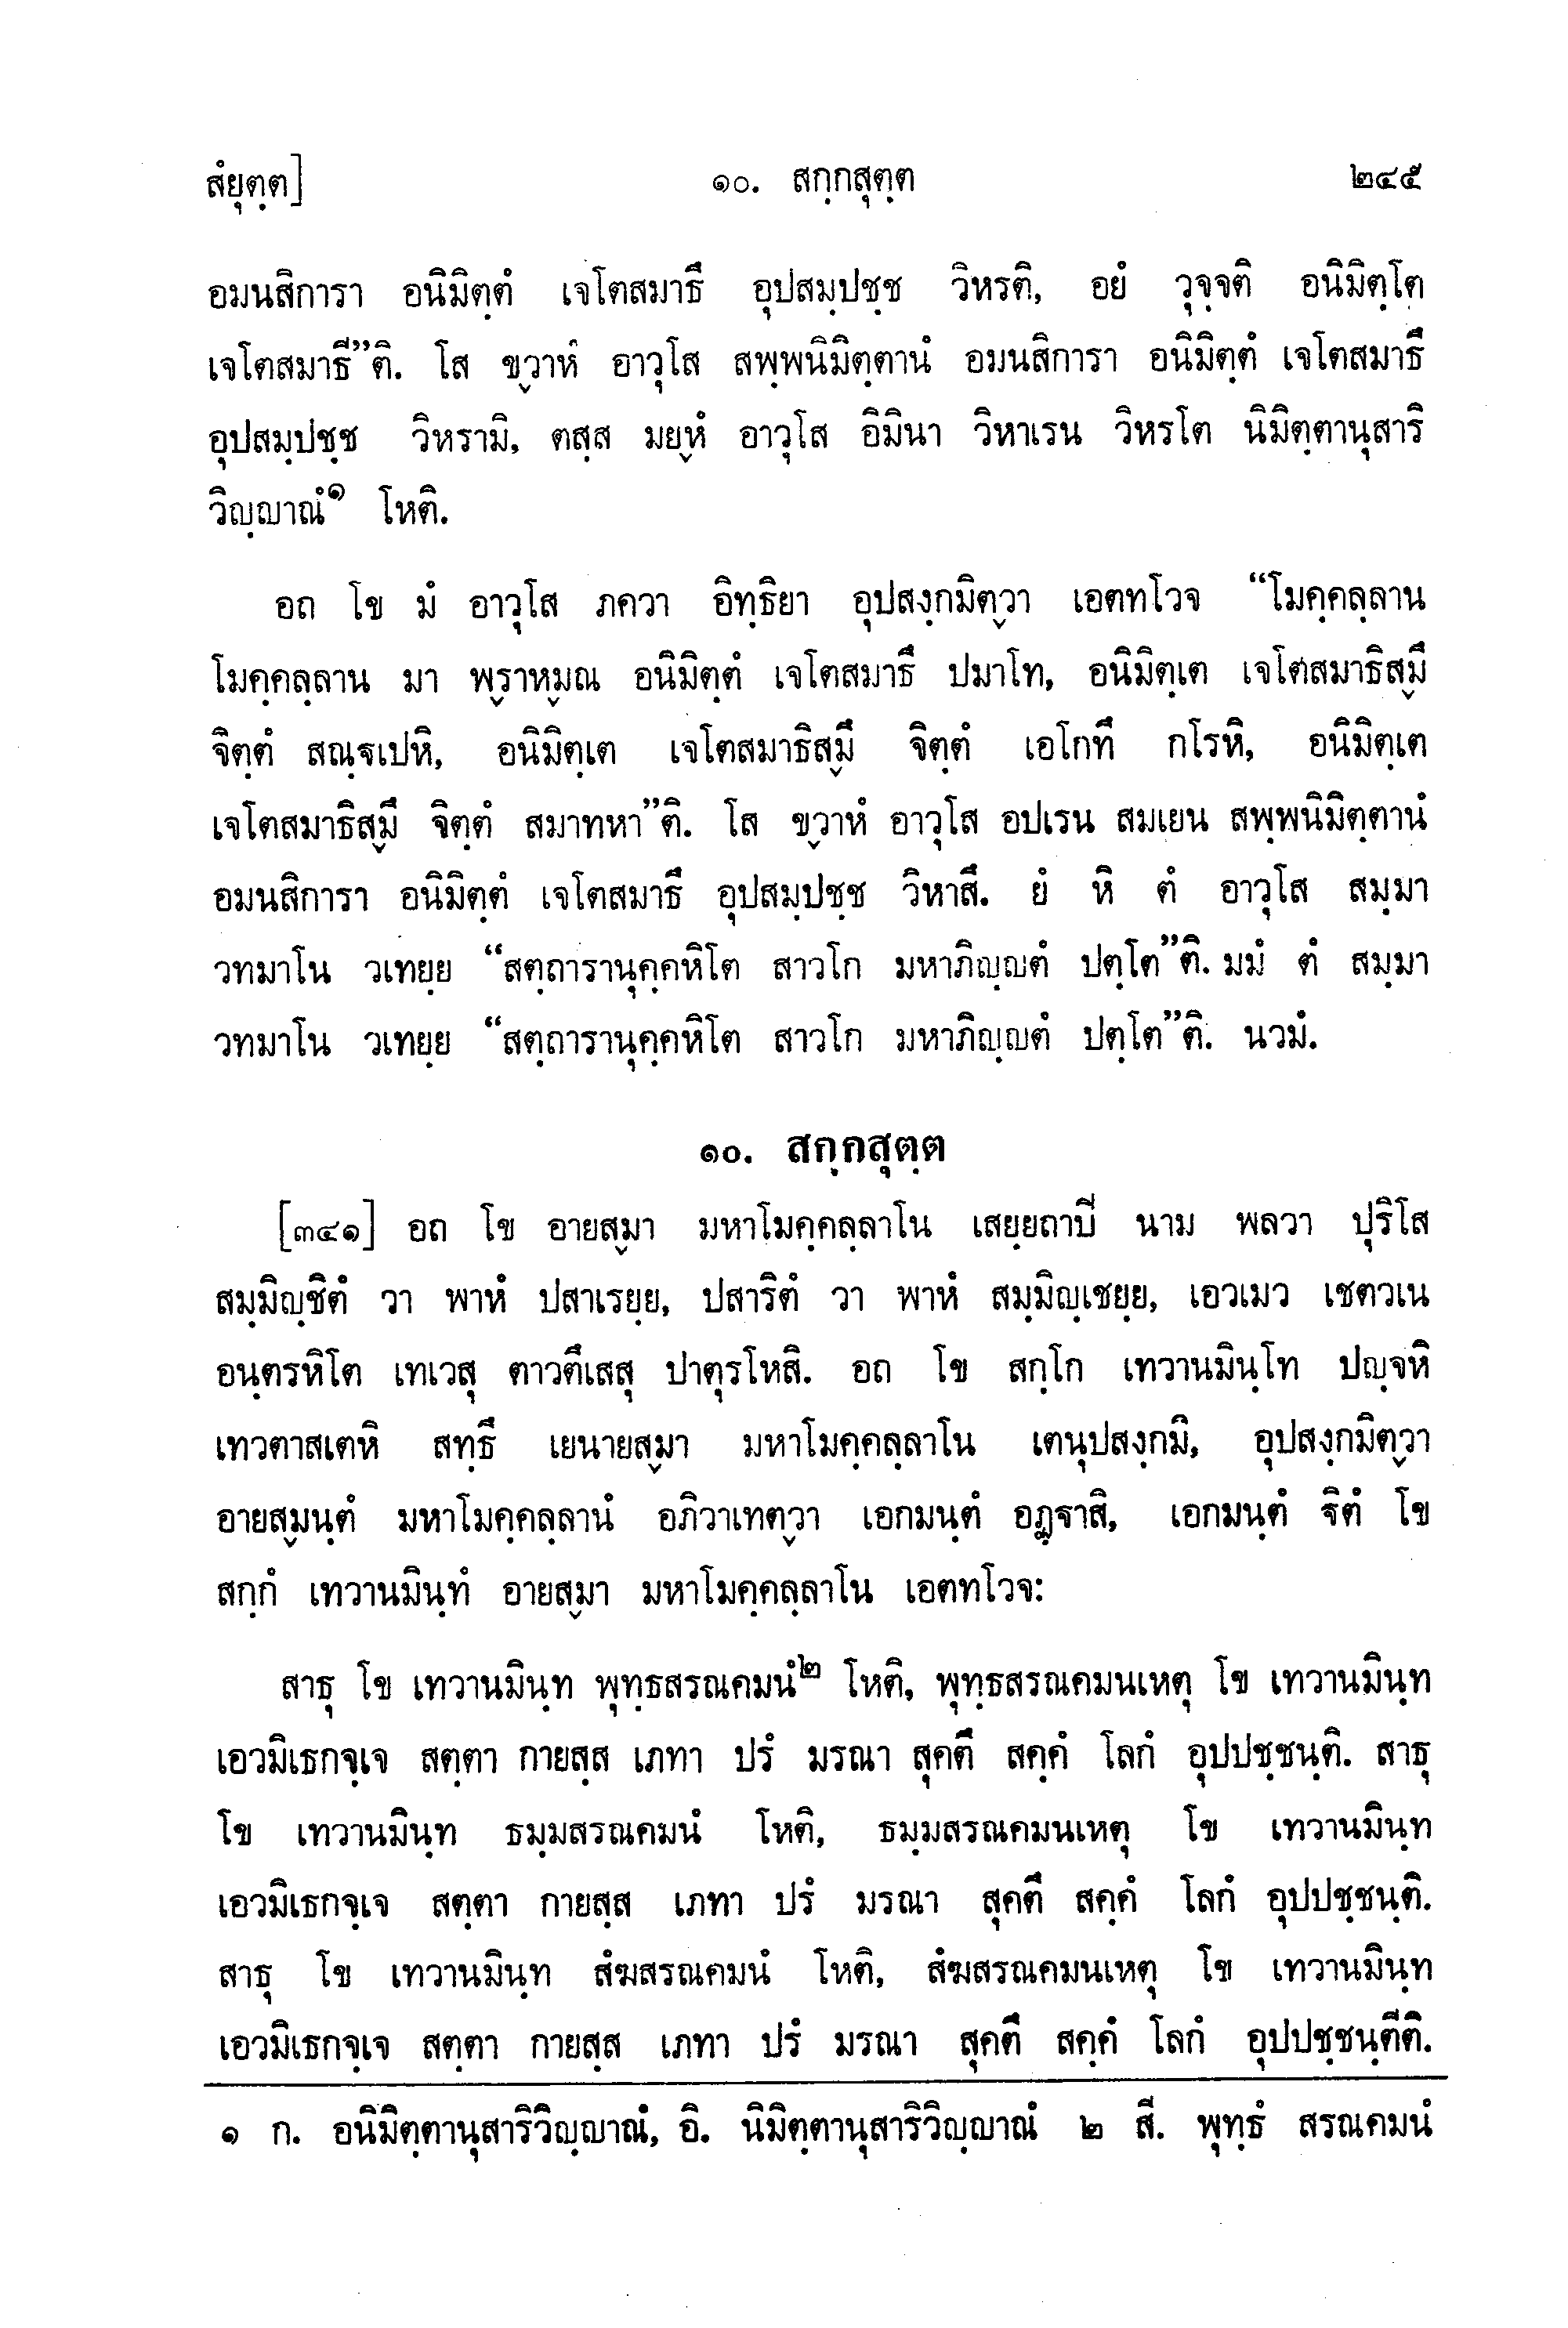 สํยุตฺต] ๑๐. สกฺกสุตฺต ๒๔๕
อมนสิการา อนิมิตฺตํ เจโตสมาธึ อุปสมฺปชฺช วิหรติ, อยํ วุจฺจติ อนิมิตฺโต
เจโตสมาธี”ติ. โส ขฺวาหํ อาวุโส สพฺพนิมิตฺตานํ อมนสิการา อนิมิตฺตํ เจโตสมาธึ
อุปสมฺปชฺช วิหรามิ, ตสฺส มยฺหํ อาวุโส อิมินา วิหาเรน วิหรโต นิมิตฺตานุสาริ
วิญฺญาณํ๑ โหติ.
อถ โข มํ อาวุโส ภควา อิทฺธิยา อุปสงฺกมิตฺวา เอตทโวจ “โมคฺคลฺลาน
โมคฺคลฺลาน มา พฺราหฺมณ อนิมิตฺตํ เจโตสมาธึ ปมาโท, อนิมิตฺเต เจโตสมาธิสฺมึ
จิตฺตํ สณฺฐเปหิ, อนิมิตฺเต เจโตสมาธิสฺมึ จิตฺตํ เอโกทึ กโรหิ, อนิมิตฺเต
เจโตสมาธิสฺมึ จิตฺตํ สมาทหา”ติ. โส ขฺวาหํ อาวุโส อปเรน สมเยน สพฺพนิมิตฺตานํ
อมนสิการา อนิมิตฺตํ เจโตสมาธึ อุปสมฺปชฺช วิหาสึ. ยํ หิ ตํ อาวุโส สมฺมา
วทมาโน วเทยฺย “สตฺถารานุคฺคหิโต สาวโก มหาภิญฺญตํ ปตฺโต”ติ. มมํ ตํ สมฺมา
วทมาโน วเทยฺย “สตฺถารานุคฺคหิโต สาวโก มหาภิญฺญตํ ปตฺโต”ติ. นวมํ.
๑๐. สกฺกสุตฺต
[๓๔๑] อถ โข อายสฺมา มหาโมคฺคลฺลาโน เสยฺยถาปี นาม พลวา ปุริโส
สมฺมิญฺชิตํ วา พาหํ ปสาเรยฺย, ปสาริตํ วา พาหํ สมฺมิญฺเชยฺย, เอวเมว เชตวเน
อนฺตรหิโต เทเวสุ ตาวตึเสสุ ปาตุรโหสิ. อถ โข สกฺโก เทวานมินฺโท ปญฺจหิ
เทวตาสเตหิ สทฺธึ เยนายสฺมา มหาโมคฺคลฺลาโน เตนุปสงฺกมิ, อุปสงฺกมิตฺวา
อายสฺมนฺตํ มหาโมคฺคลฺลานํ อภิวาเทตฺวา เอกมนฺตํ อฏฺฐาสิ, เอกมนฺตํ ฐิตํ โข
สกฺกํ เทวานมินฺทํ อายสฺมา มหาโมคฺคลฺลาโน เอตทโวจ:
สาธุ โข เทวานมินฺท พุทฺธสรณคมนํ๒ โหติ, พุทฺธสรณคมนเหตุ โข เทวานมินฺท
เอวมิเธกจฺเจ สตฺตา กายสฺส เภทา ปรํ มรณา สุคตึ สคฺคํ โลกํ อุปปชฺชนฺติ. สาธุ
โข เทวานมินฺท ธมฺมสรณคมนํ โหติ, ธมฺมสรณคมนเหตุ โข เทวานมินฺท
เอวมิเธกจฺเจ สตฺตา กายสฺส เภทา ปรํ มรณา สุคตึ สคฺคํ โลกํ อุปปชฺชนฺติ.
สาธุ โข เทวานมินฺท สํฆสรณคมนํ โหติ, สํฆสรณคมนเหตุ โข เทวานมินฺท
เอวมิเธกจฺเจ สตฺตา กายสฺส เภทา ปรํ มรณา สุคตึ สคฺคํ โลกํ อุปปชฺชนฺตีติ.
๑ ก. อนิมิตฺตานุสาริวิญฺญาณํ, อิ. นิมิตฺตานุสาริวิญฺญาณํ ๒ สี. พุทฺธํ สรณคมนํ